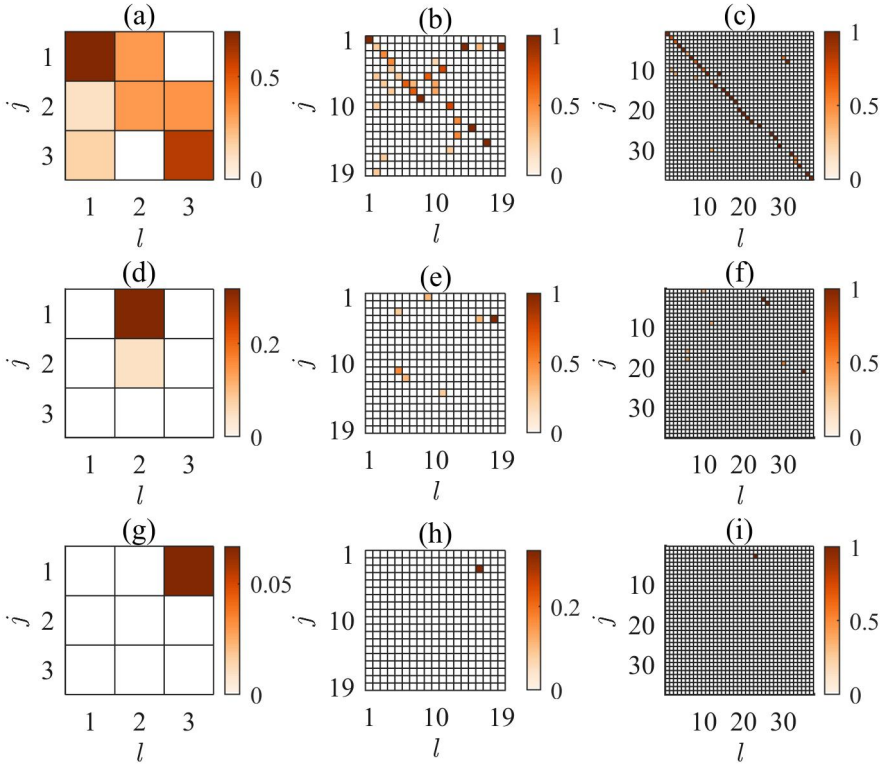 (a) (b) (c)
1 2 3 j 0.5 0 1 2 3 l
1 10 19 j 1 0.5 0 1 10 19 l
10 20 30 j 1 0.5 0 10 20 30 l
(d) (e) (f)
1 2 3 j 0.2 0 1 2 3 l
1 10 19 j 1 0.5 0 1 10 19 l
10 20 30 j 1 0.5 0 10 20 30 l
(g) (h) (i)
1 2 3 j 0.05 0 1 2 3 l
1 10 19 j 0.2 0 1 10 19 l
10 20 30 j 1 0.5 0 10 20 30 l